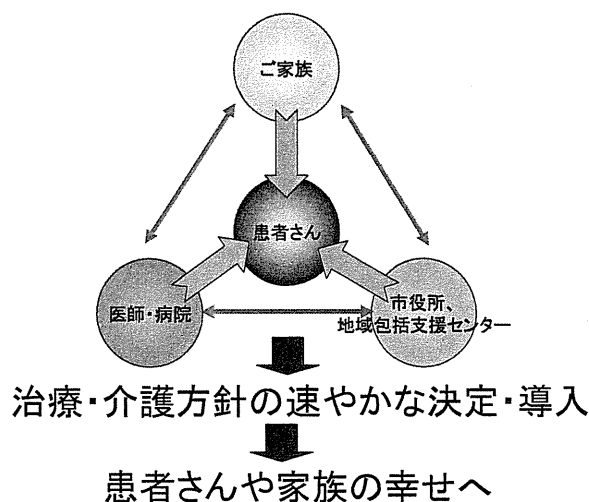 ご家族
患者さん
医師・病院
市役所、
地域包括支援センター
治療・介護方針の速やかな決定・導入
患者さんや家族の幸せへ